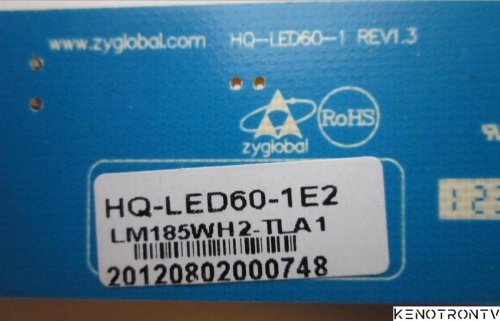 www.zyglobal.com HQ-LED60-1 REV1.3
RoHS
zyglobal
HQ-LED60-1E2
LM185WH2-TLA1
20120802000748
KENOTRONTV